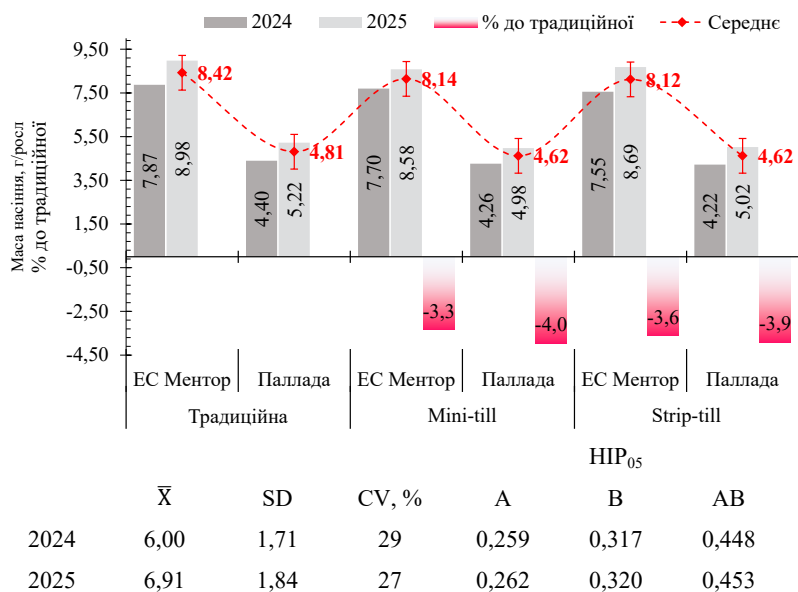 2024 2025 % до традиційної Середнє
Маса насіння, г/росл
% до традиційної
9,50
7,50
5,50
3,50
1,50
-0,50
-2,50
-4,50
7,87 8,98 8,42 4,40 5,22 4,81 7,70 8,58 8,14 4,26 4,98 4,62 7,55 8,69 8,12 4,22 5,02 4,62
-3,3 -4,0 -3,6 -3,9
ЕС Ментор Паллада ЕС Ментор Паллада ЕС Ментор Паллада
Традиційна Mini-till Strip-till
НІР05
X̅ SD CV, % A B AB
2024 6,00 1,71 29 0,259 0,317 0,448
2025 6,91 1,84 27 0,262 0,320 0,453